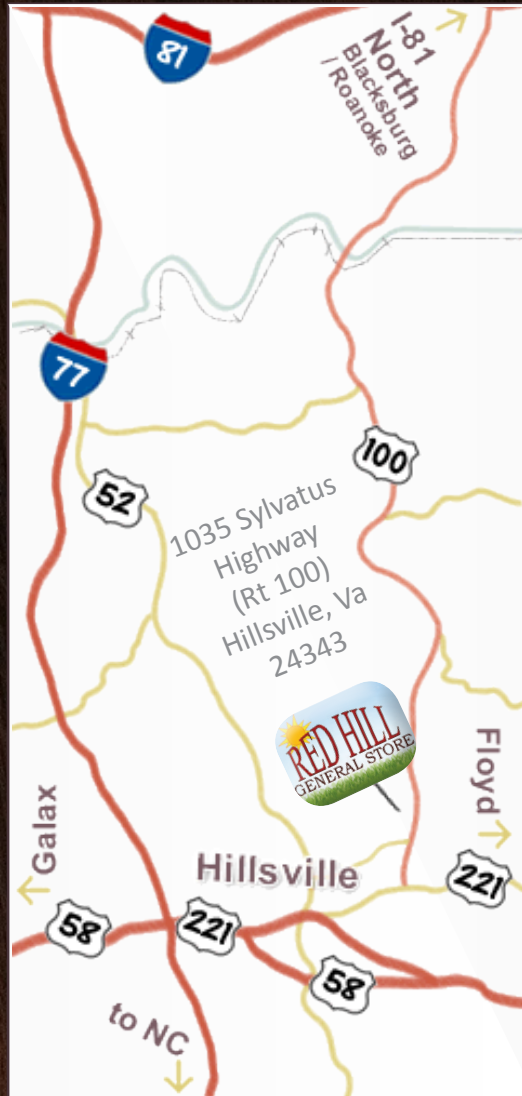 81
I-81
North
Blacksburg
/ Roanoke
77
100
52
1035 Sylvatus
Highway
(Rt 100)
Hillsville, Va
24343
RED HILL
GENERAL STORE
Floyd
Galax
Hillsville
221
58
221
58
to NC